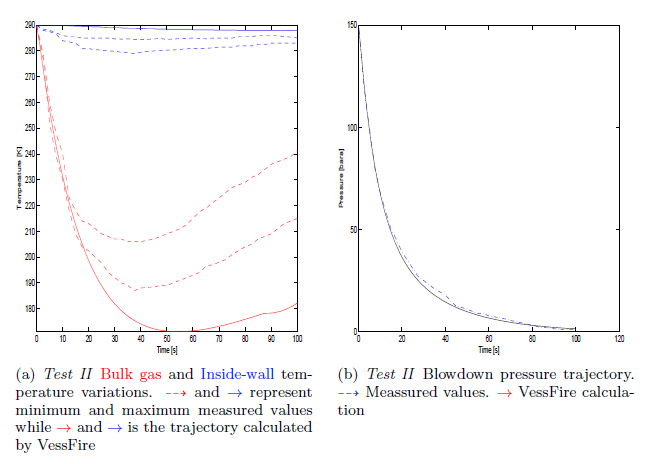 290
280
270
260
250
240
230
220
210
200
190
180
Temperature [K]
0 10 20 30 40 50 60 70 80 90 100
Time [s]
150
100
50
0
Pressure [bara]
0 20 40 60 80 100 120
Time [s]
(a) Test II Bulk gas and Inside-wall tem-
perature variations. --→ and → represent
minimum and maximum measured values
while → and → is the trajectory calculated
by VessFire
(b) Test II Blowdown pressure trajectory.
--→ Meassured values. → VessFire calcula-
tion